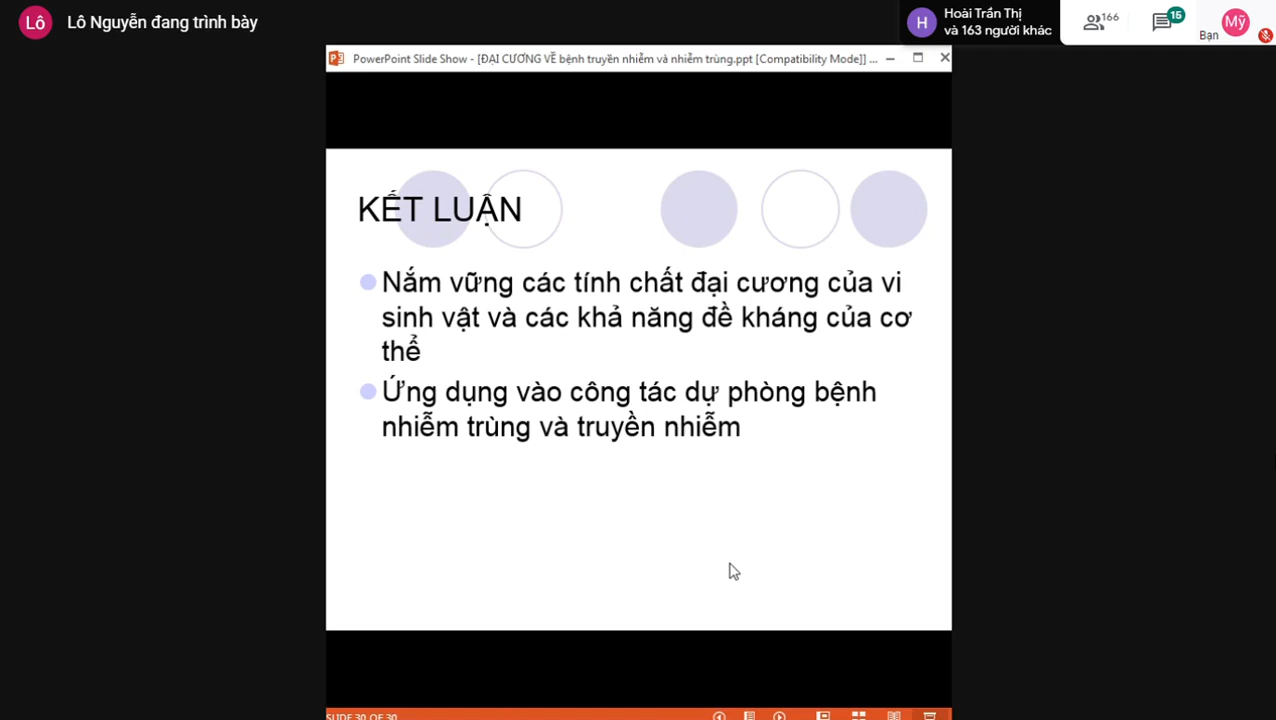 Lô
Lô Nguyễn đang trình bày
H
Hoài Trần Thị
và 163 người khác
166
15
Bạn
Mỹ
PowerPoint Slide Show - [ĐẠI CƯƠNG VỀ bệnh truyền nhiễm và nhiễm trùng.ppt [Compatibility Mode]] ...
KẾT LUẬN
Nắm vững các tính chất đại cương của vi
sinh vật và các khả năng đề kháng của cơ
thể
Ứng dụng vào công tác dự phòng bệnh
nhiễm trùng và truyền nhiễm
SLIDE 30 OF 30